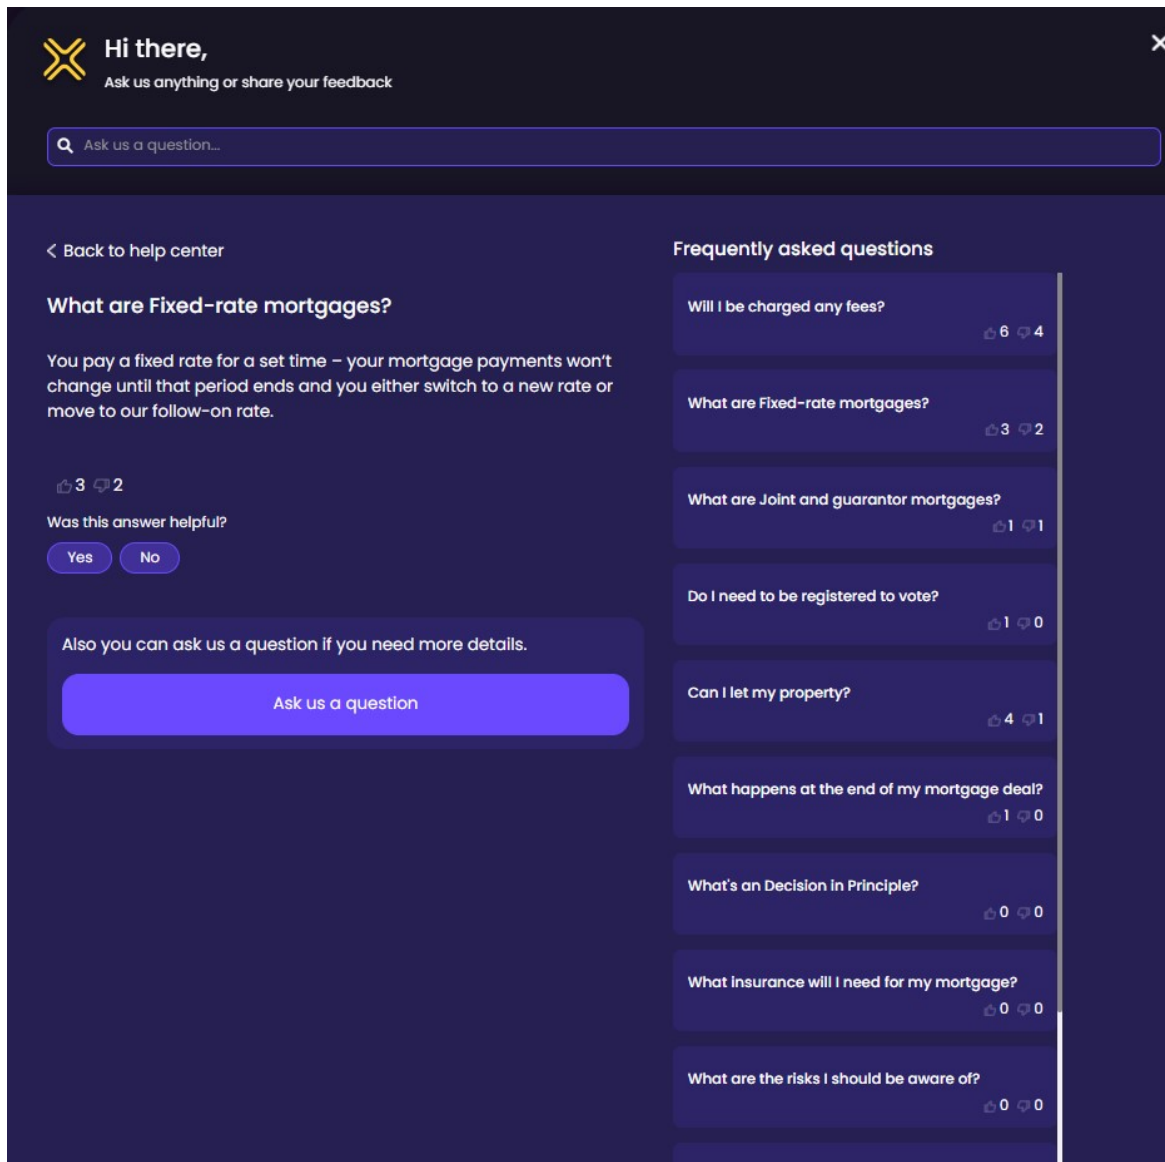 Hi there,
Ask us anything or share your feedback
Ask us a question...
Back to help center
What are Fixed-rate mortgages?
You pay a fixed rate for a set time – your mortgage payments won't
change until that period ends and you either switch to a new rate or
move to our follow-on rate.
3 2
Was this answer helpful?
Yes No
Also you can ask us a question if you need more details.
Ask us a question
Frequently asked questions
Will I be charged any fees?
6 4
What are Fixed-rate mortgages?
3 2
What are Joint and guarantor mortgages?
1 1
Do I need to be registered to vote?
1 0
Can I let my property?
4 1
What happens at the end of my mortgage deal?
1 0
What's an Decision in Principle?
0 0
What insurance will I need for my mortgage?
0 0
What are the risks I should be aware of?
0 0